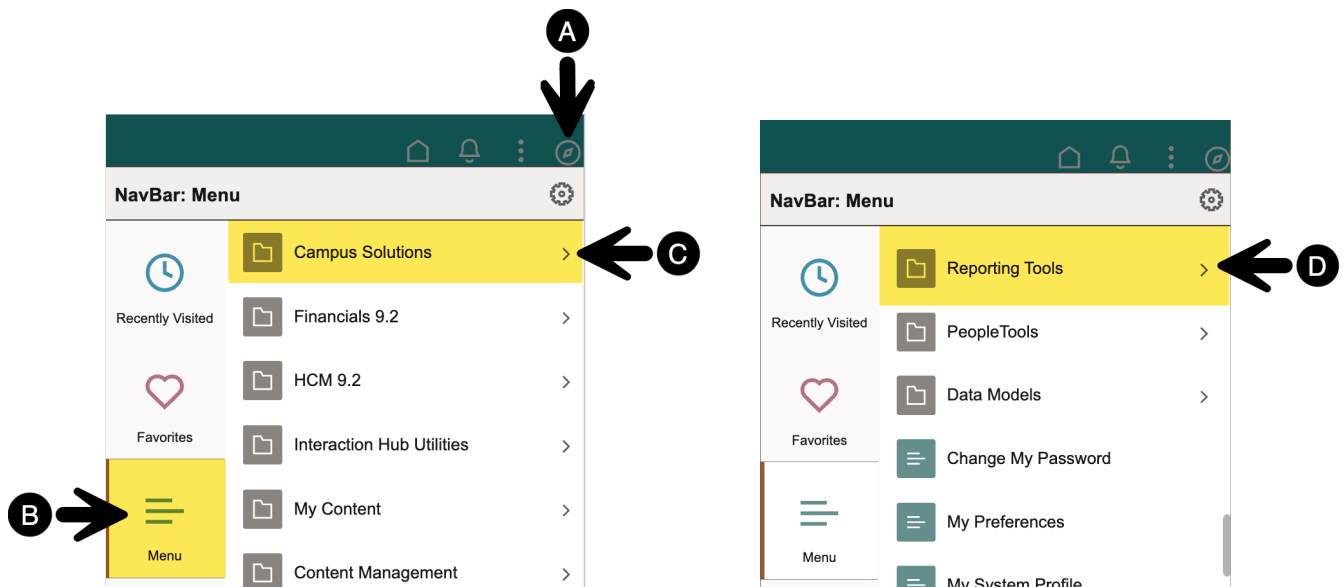 A
NavBar: Menu
Recently Visited
Favorites
B
Menu
Campus Solutions
C
Financials 9.2
HCM 9.2
Interaction Hub Utilities
My Content
Content Management
NavBar: Menu
Recently Visited
Favorites
Menu
Reporting Tools
D
PeopleTools
Data Models
Change My Password
My Preferences
My System Profile